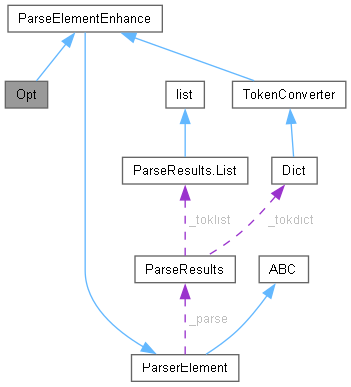 ParseElementEnhance
Opt
list
TokenConverter
ParseResults.List
Dict
_toklist
_tokdict
ParseResults
ABC
_parse
ParserElement